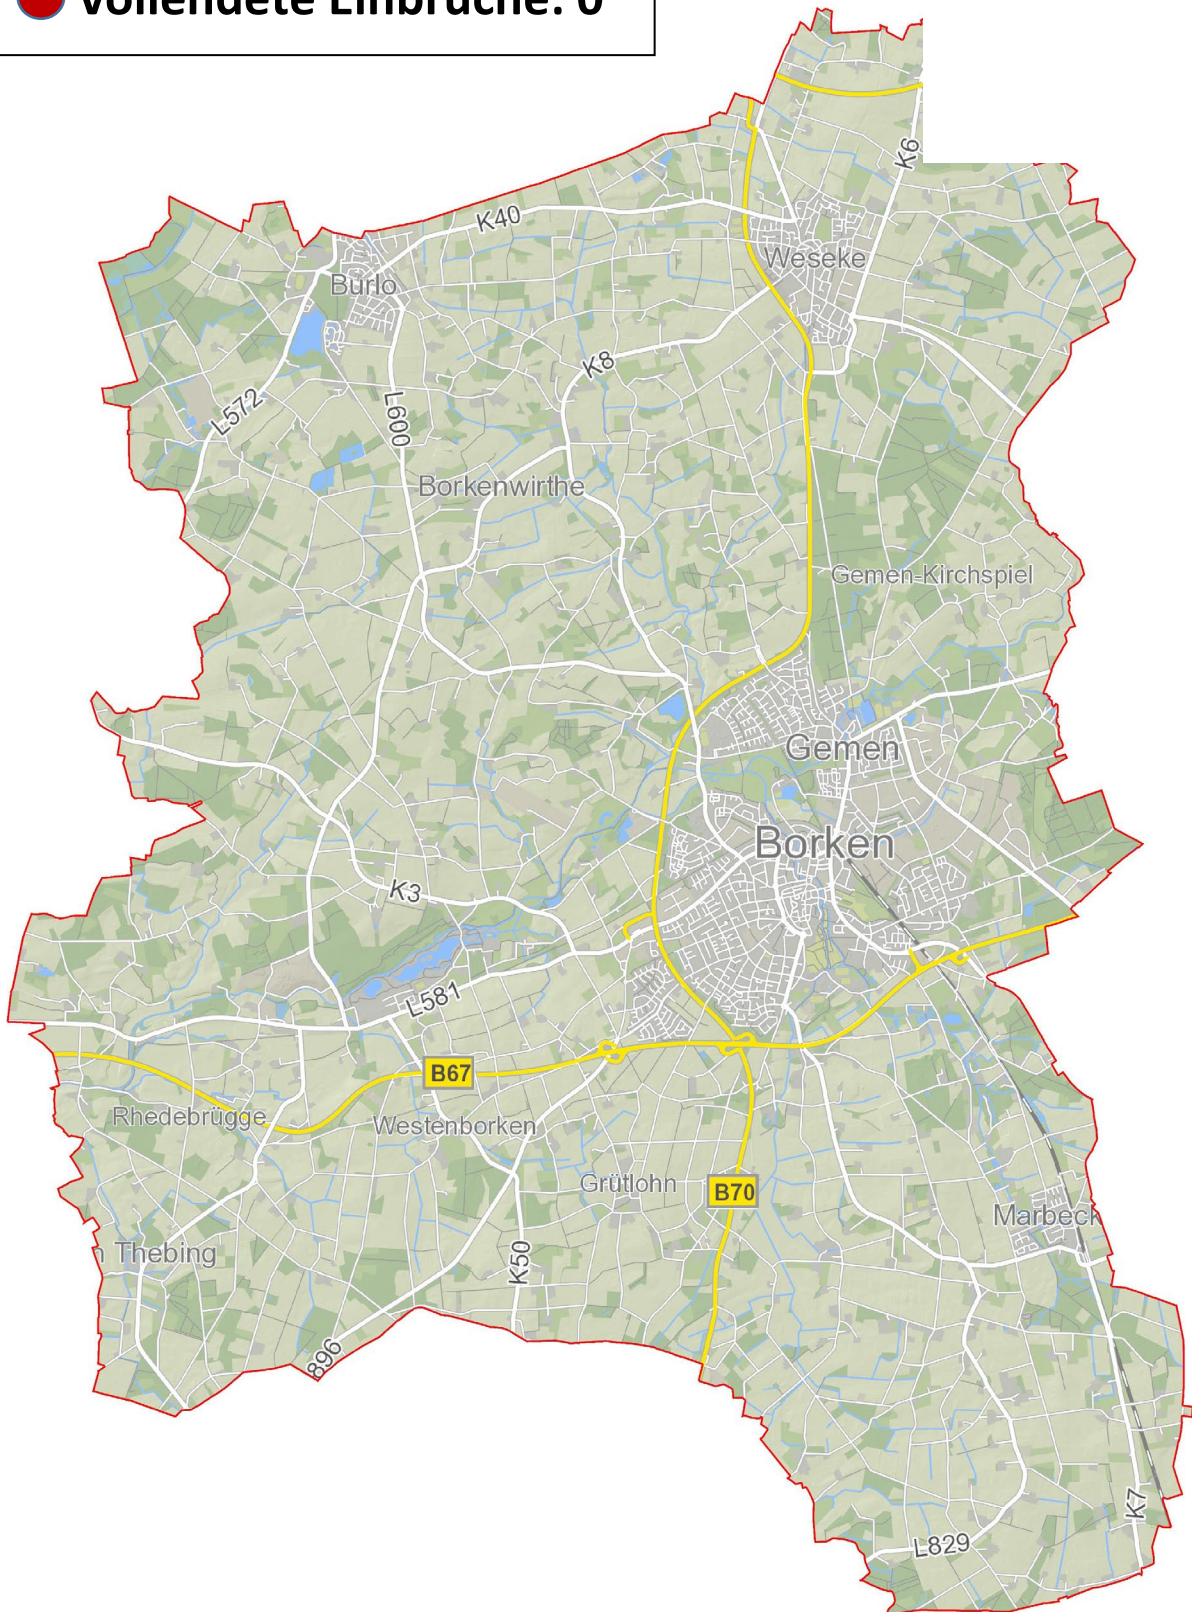 Vollendete Einbrüche: 0
K6
K40
Weseke
Burlo
K8
L572
L600
Borkenwirthe
Gemen-Kirchspiel
Gemen
Borken
K3
L581
B67
Rhedebrügge
Westenborken
Grütlohn
B70
Marbeck
Thebing
K50
896
K7
L829